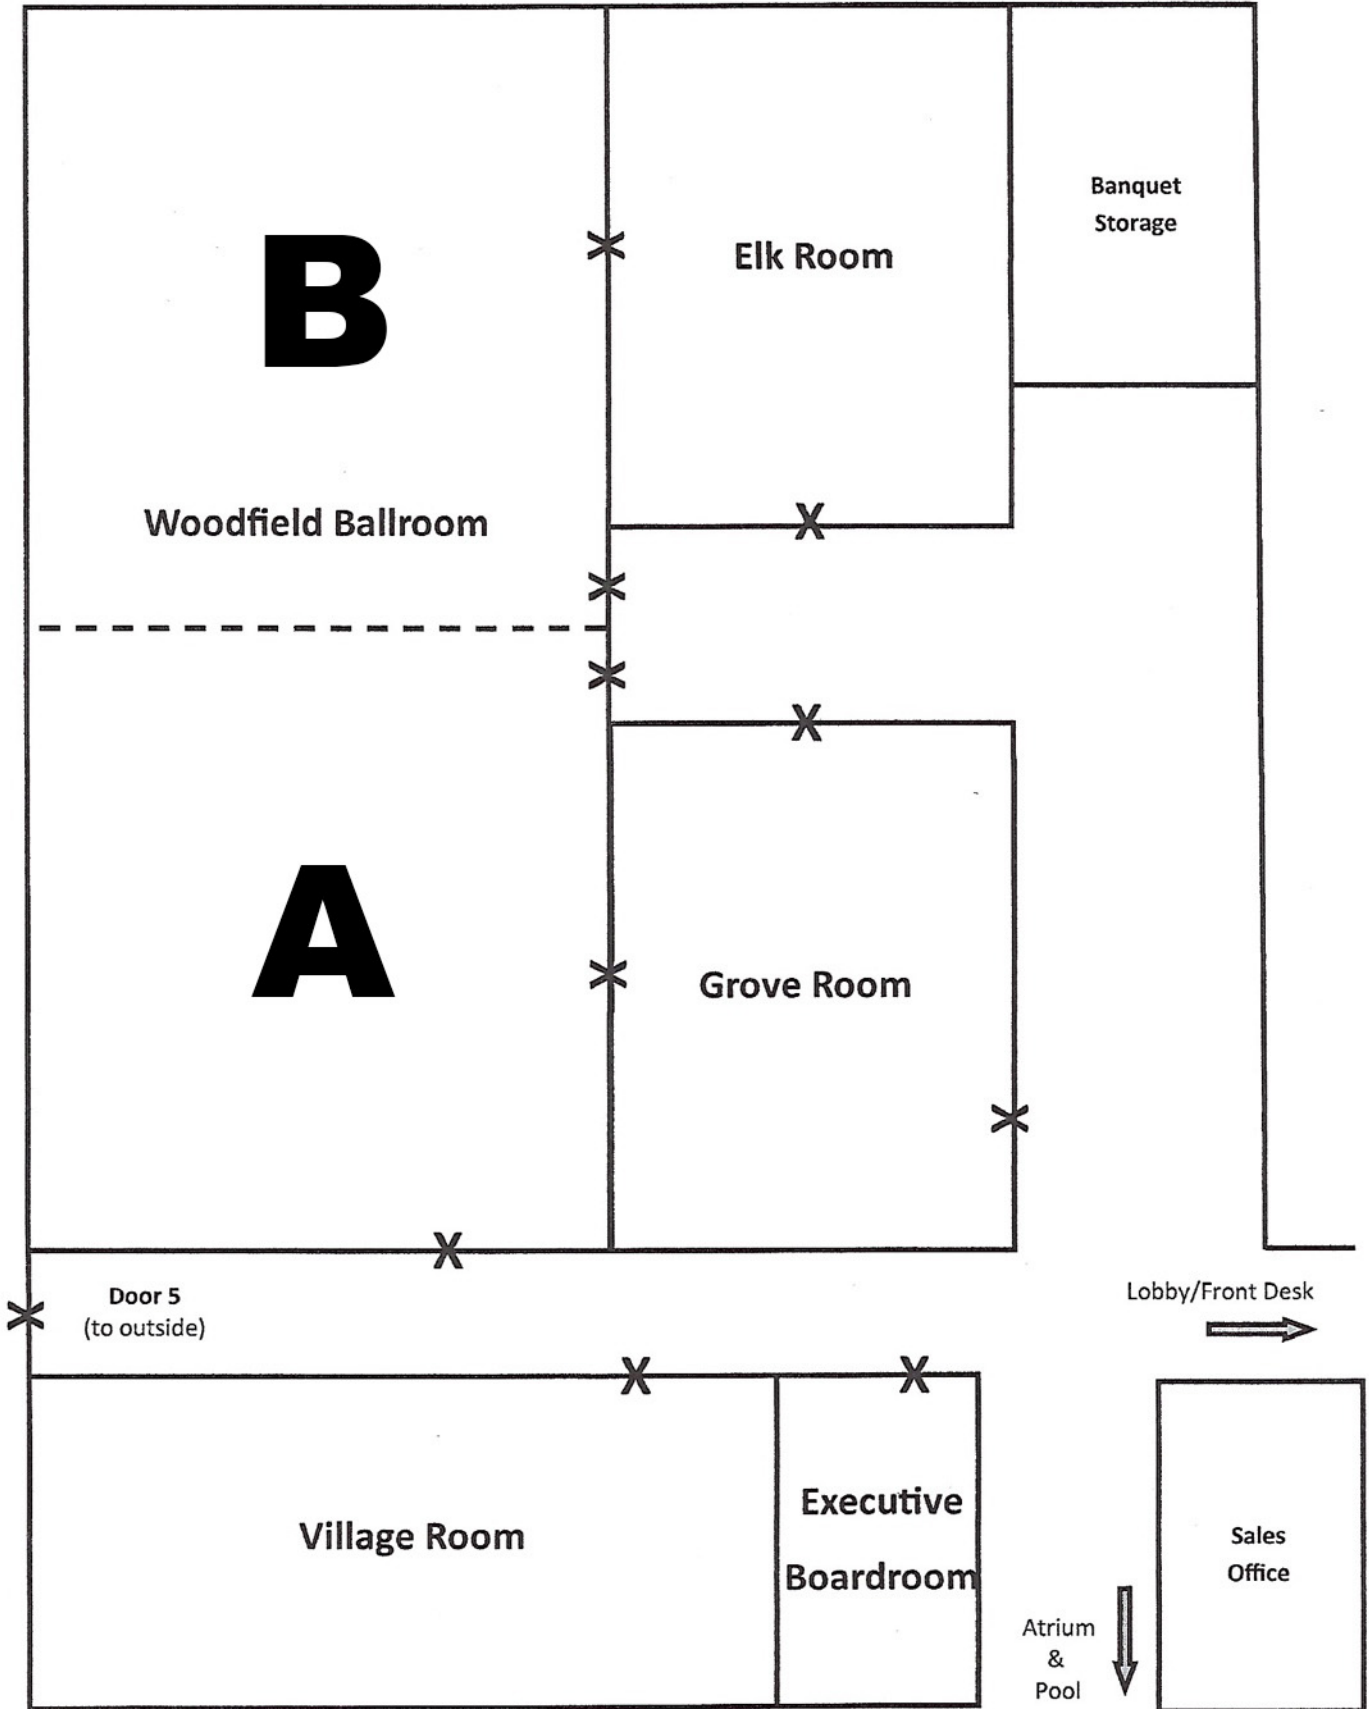 Banquet
Storage
B
Elk Room
Woodfield Ballroom
A
Grove Room
Door 5
(to outside)
Lobby/Front Desk
Village Room
Executive
Boardroom
Sales
Office
Atrium
&
Pool
X
X
X
X
X
X
X
X
X
X
X